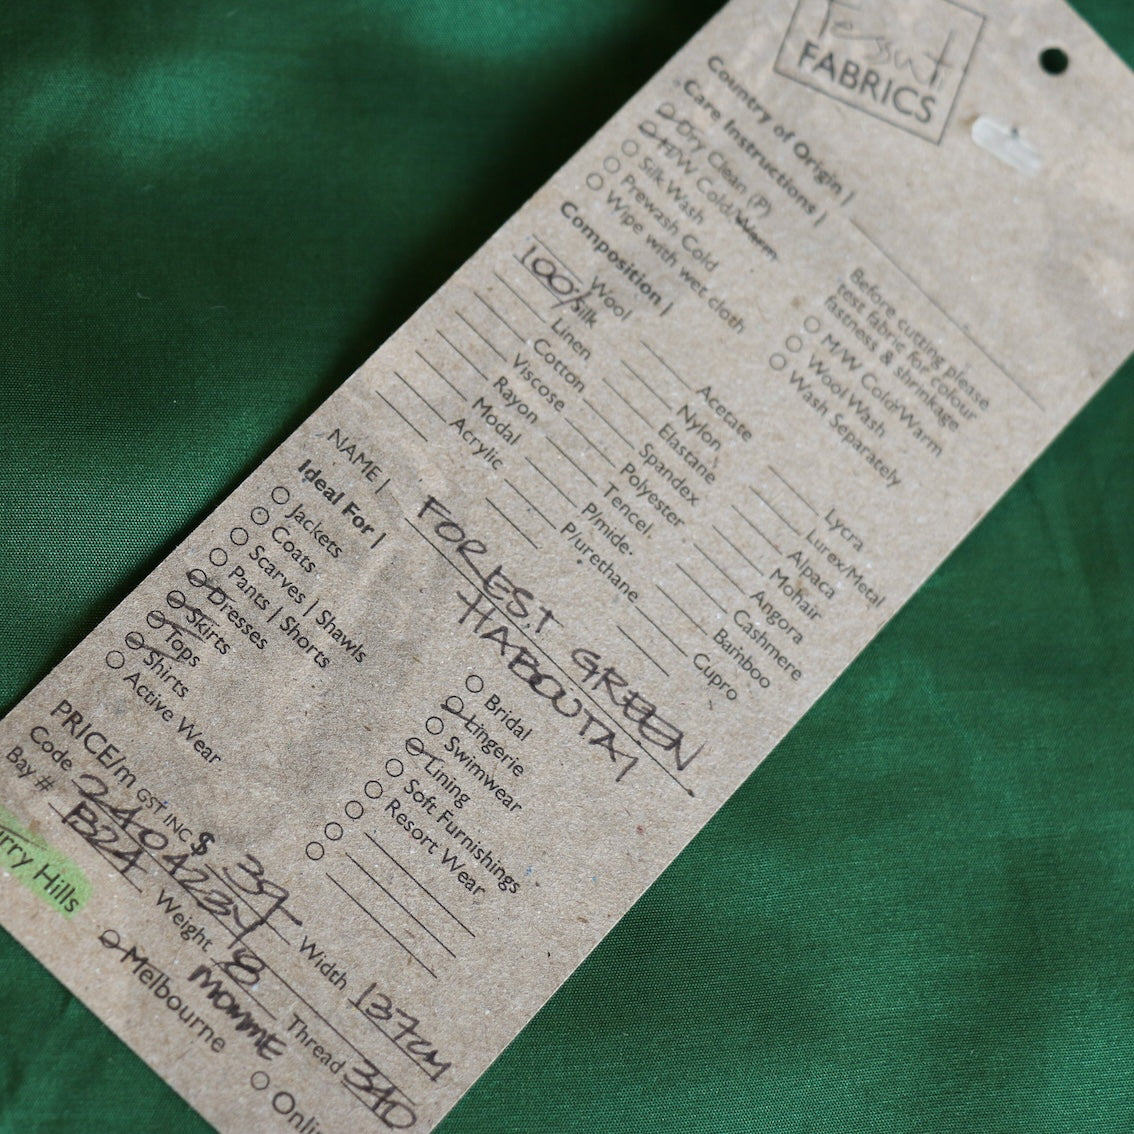 Tessuti
FABRICS
Country of Origin |
Care Instructions |
Dry Clean (P)
H/W Cold/Warm
Silk Wash
Prewash Cold
Wipe with wet cloth
Before cutting please
test fabric for colour
fastness & shrinkage
M/W Cold/Warm
Wool Wash
Wash Separately
Composition |
Wool
100/ Silk
Linen
Cotton
Viscose
Rayon
Modal
Acrylic
Acetate
Nylon
Elastane
Spandex
Polyester
Tencel.
P/mide.
P/urethane
Lycra
Lurex/Metal
Alpaca
Mohair
Angora
Cashmere
Bamboo
Cupro
NAME | FOREST GREEN
HABOUTAI
Ideal For |
Jackets
Coats
Scarves | Shawls
Pants | Shorts
Dresses
Skirts
Tops
Shirts
Active Wear
Bridal
Lingerie
Swimwear
Lining
Soft Furnishings
Resort Wear
PRICE/m GST INC $ 39-
Code 240423Y Width 137cm
Bay # B24 Weight 8 momme Thread 340
urry Hills
Melbourne
Onlin